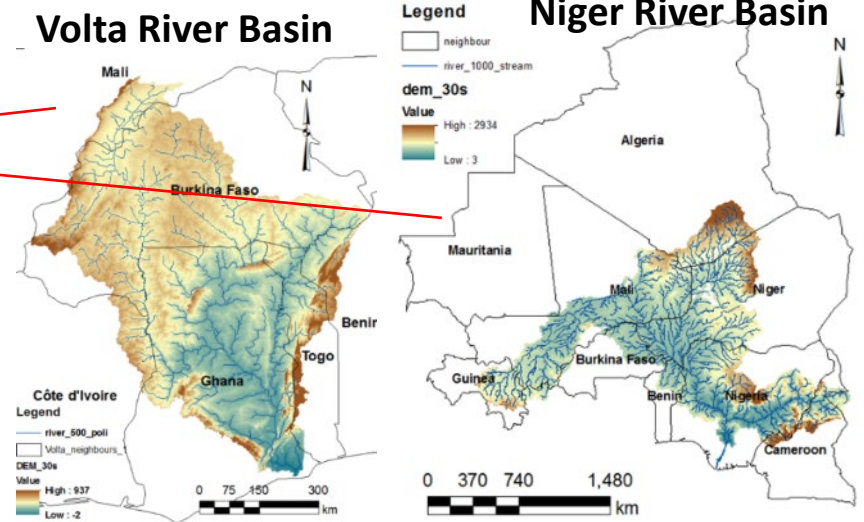 Volta River Basin
Mali
N
Burkina Faso
Benin
Togo
Ghana
Côte d'Ivoire
Legend
river_500_poli
Volta_neighbours_
DEM_30s
Value
High : 937
Low : -2
0 75 150 300
km
Niger River Basin
Legend
neighbour
river_1000_stream
dem_30s
Value
High : 2934
Low : 3
N
Algeria
Mauritania
Mali
Niger
Guinea
Burkina Faso
Benin
Nigeria
Cameroon
0 370 740 1,480
km